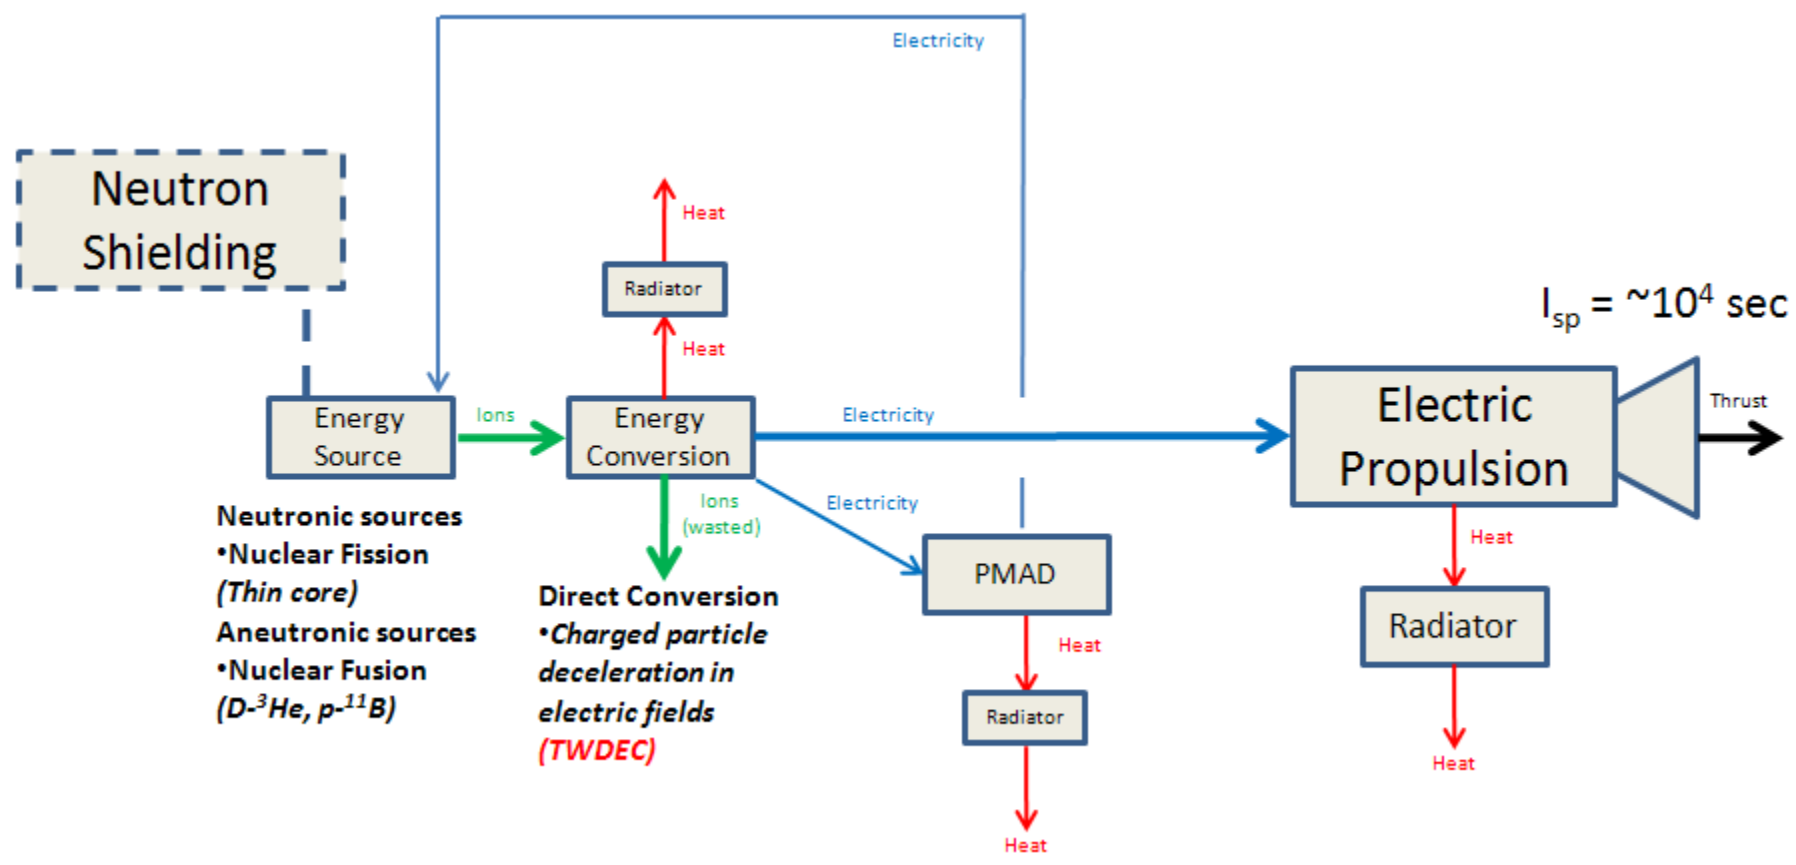 Electricity
Neutron
Shielding
Heat
Radiator
Heat
I_sp = ~10⁴ sec
Energy
Source
Ions
Energy
Conversion
Electricity
Electric
Propulsion
Thrust
Ions
(wasted)
Electricity
Neutronic sources
•Nuclear Fission
(Thin core)
Aneutronic sources
•Nuclear Fusion
(D-³He, p-¹¹B)
Direct Conversion
•Charged particle
deceleration in
electric fields
(TWDEC)
PMAD
Heat
Radiator
Heat
Heat
Radiator
Heat